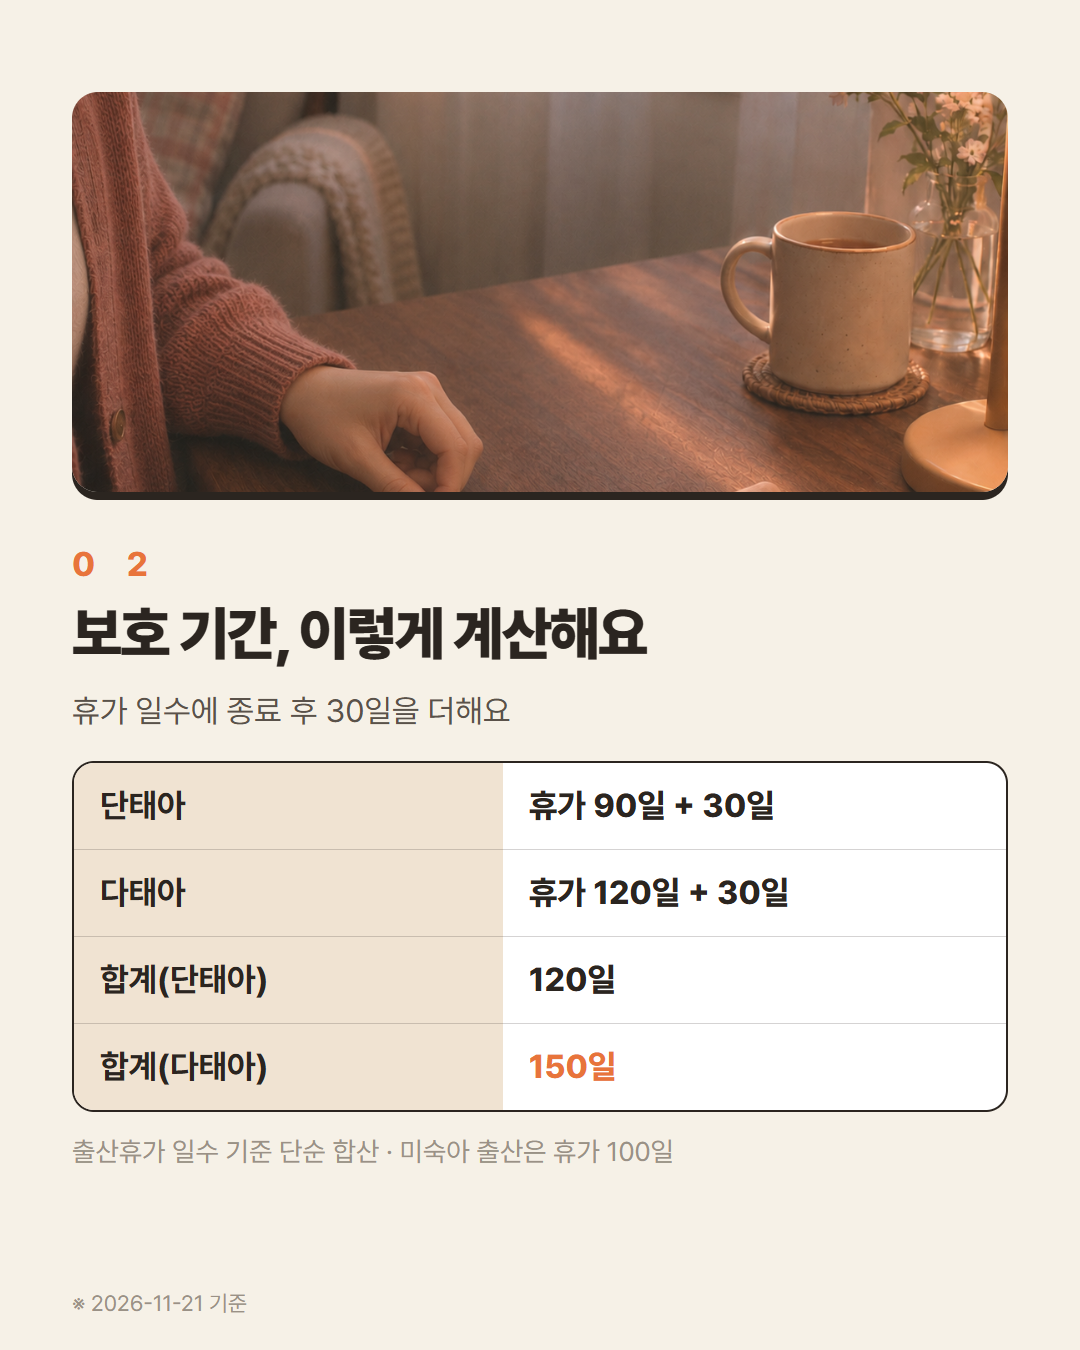 0 2
보호 기간, 이렇게 계산해요
휴가 일수에 종료 후 30일을 더해요
단태아 휴가 90일 + 30일
다태아 휴가 120일 + 30일
합계(단태아) 120일
합계(다태아) 150일
출산휴가 일수 기준 단순 합산 · 미숙아 출산은 휴가 100일
※ 2026-11-21 기준